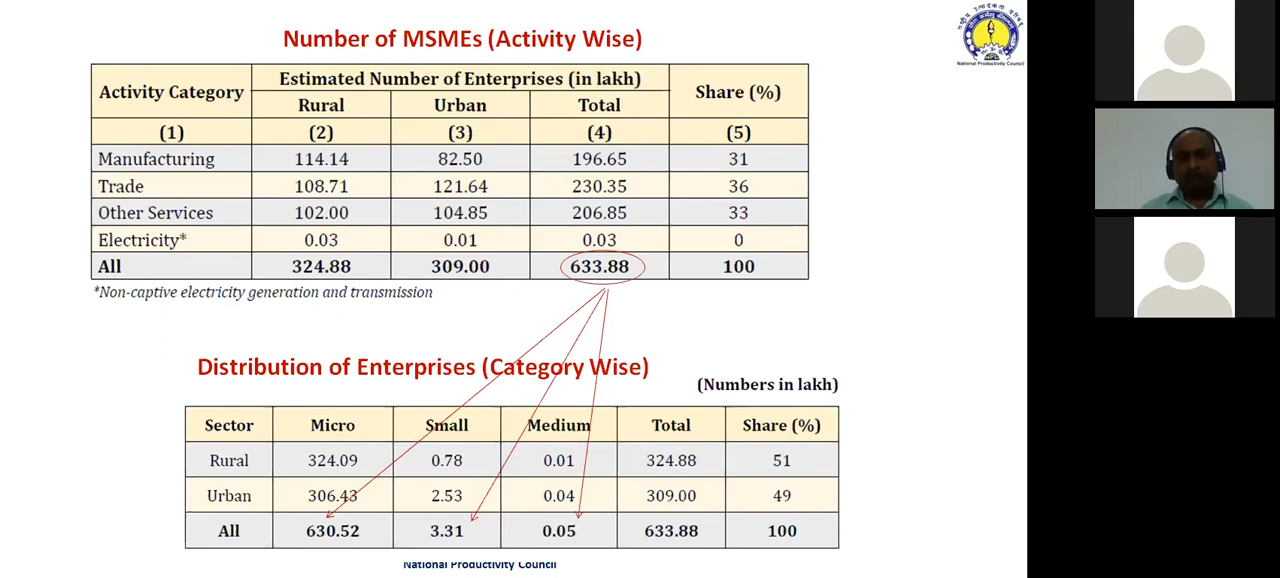 Number of MSMEs (Activity Wise)
National Productivity Council
Activity Category Estimated Number of Enterprises (in lakh) Share (%)
Rural Urban Total
(1) (2) (3) (4) (5)
Manufacturing 114.14 82.50 196.65 31
Trade 108.71 121.64 230.35 36
Other Services 102.00 104.85 206.85 33
Electricity* 0.03 0.01 0.03 0
All 324.88 309.00 633.88 100
*Non-captive electricity generation and transmission
Distribution of Enterprises (Category Wise)
(Numbers in lakh)
Sector Micro Small Medium Total Share (%)
Rural 324.09 0.78 0.01 324.88 51
Urban 306.43 2.53 0.04 309.00 49
All 630.52 3.31 0.05 633.88 100
National Productivity Council